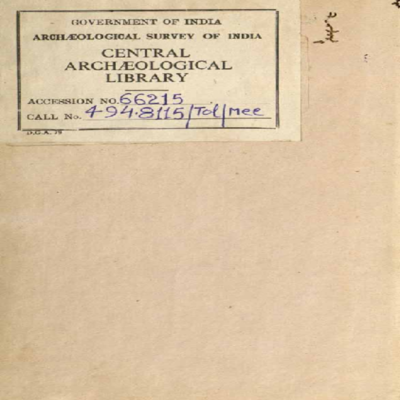 GOVERNMENT OF INDIA
ARCHÆOLOGICAL SURVEY OF INDIA
CENTRAL
ARCHÆOLOGICAL
LIBRARY
ACCESSION NO. 66215
CALL No. 494.8115/Tol/Mee
D.G.A. 79